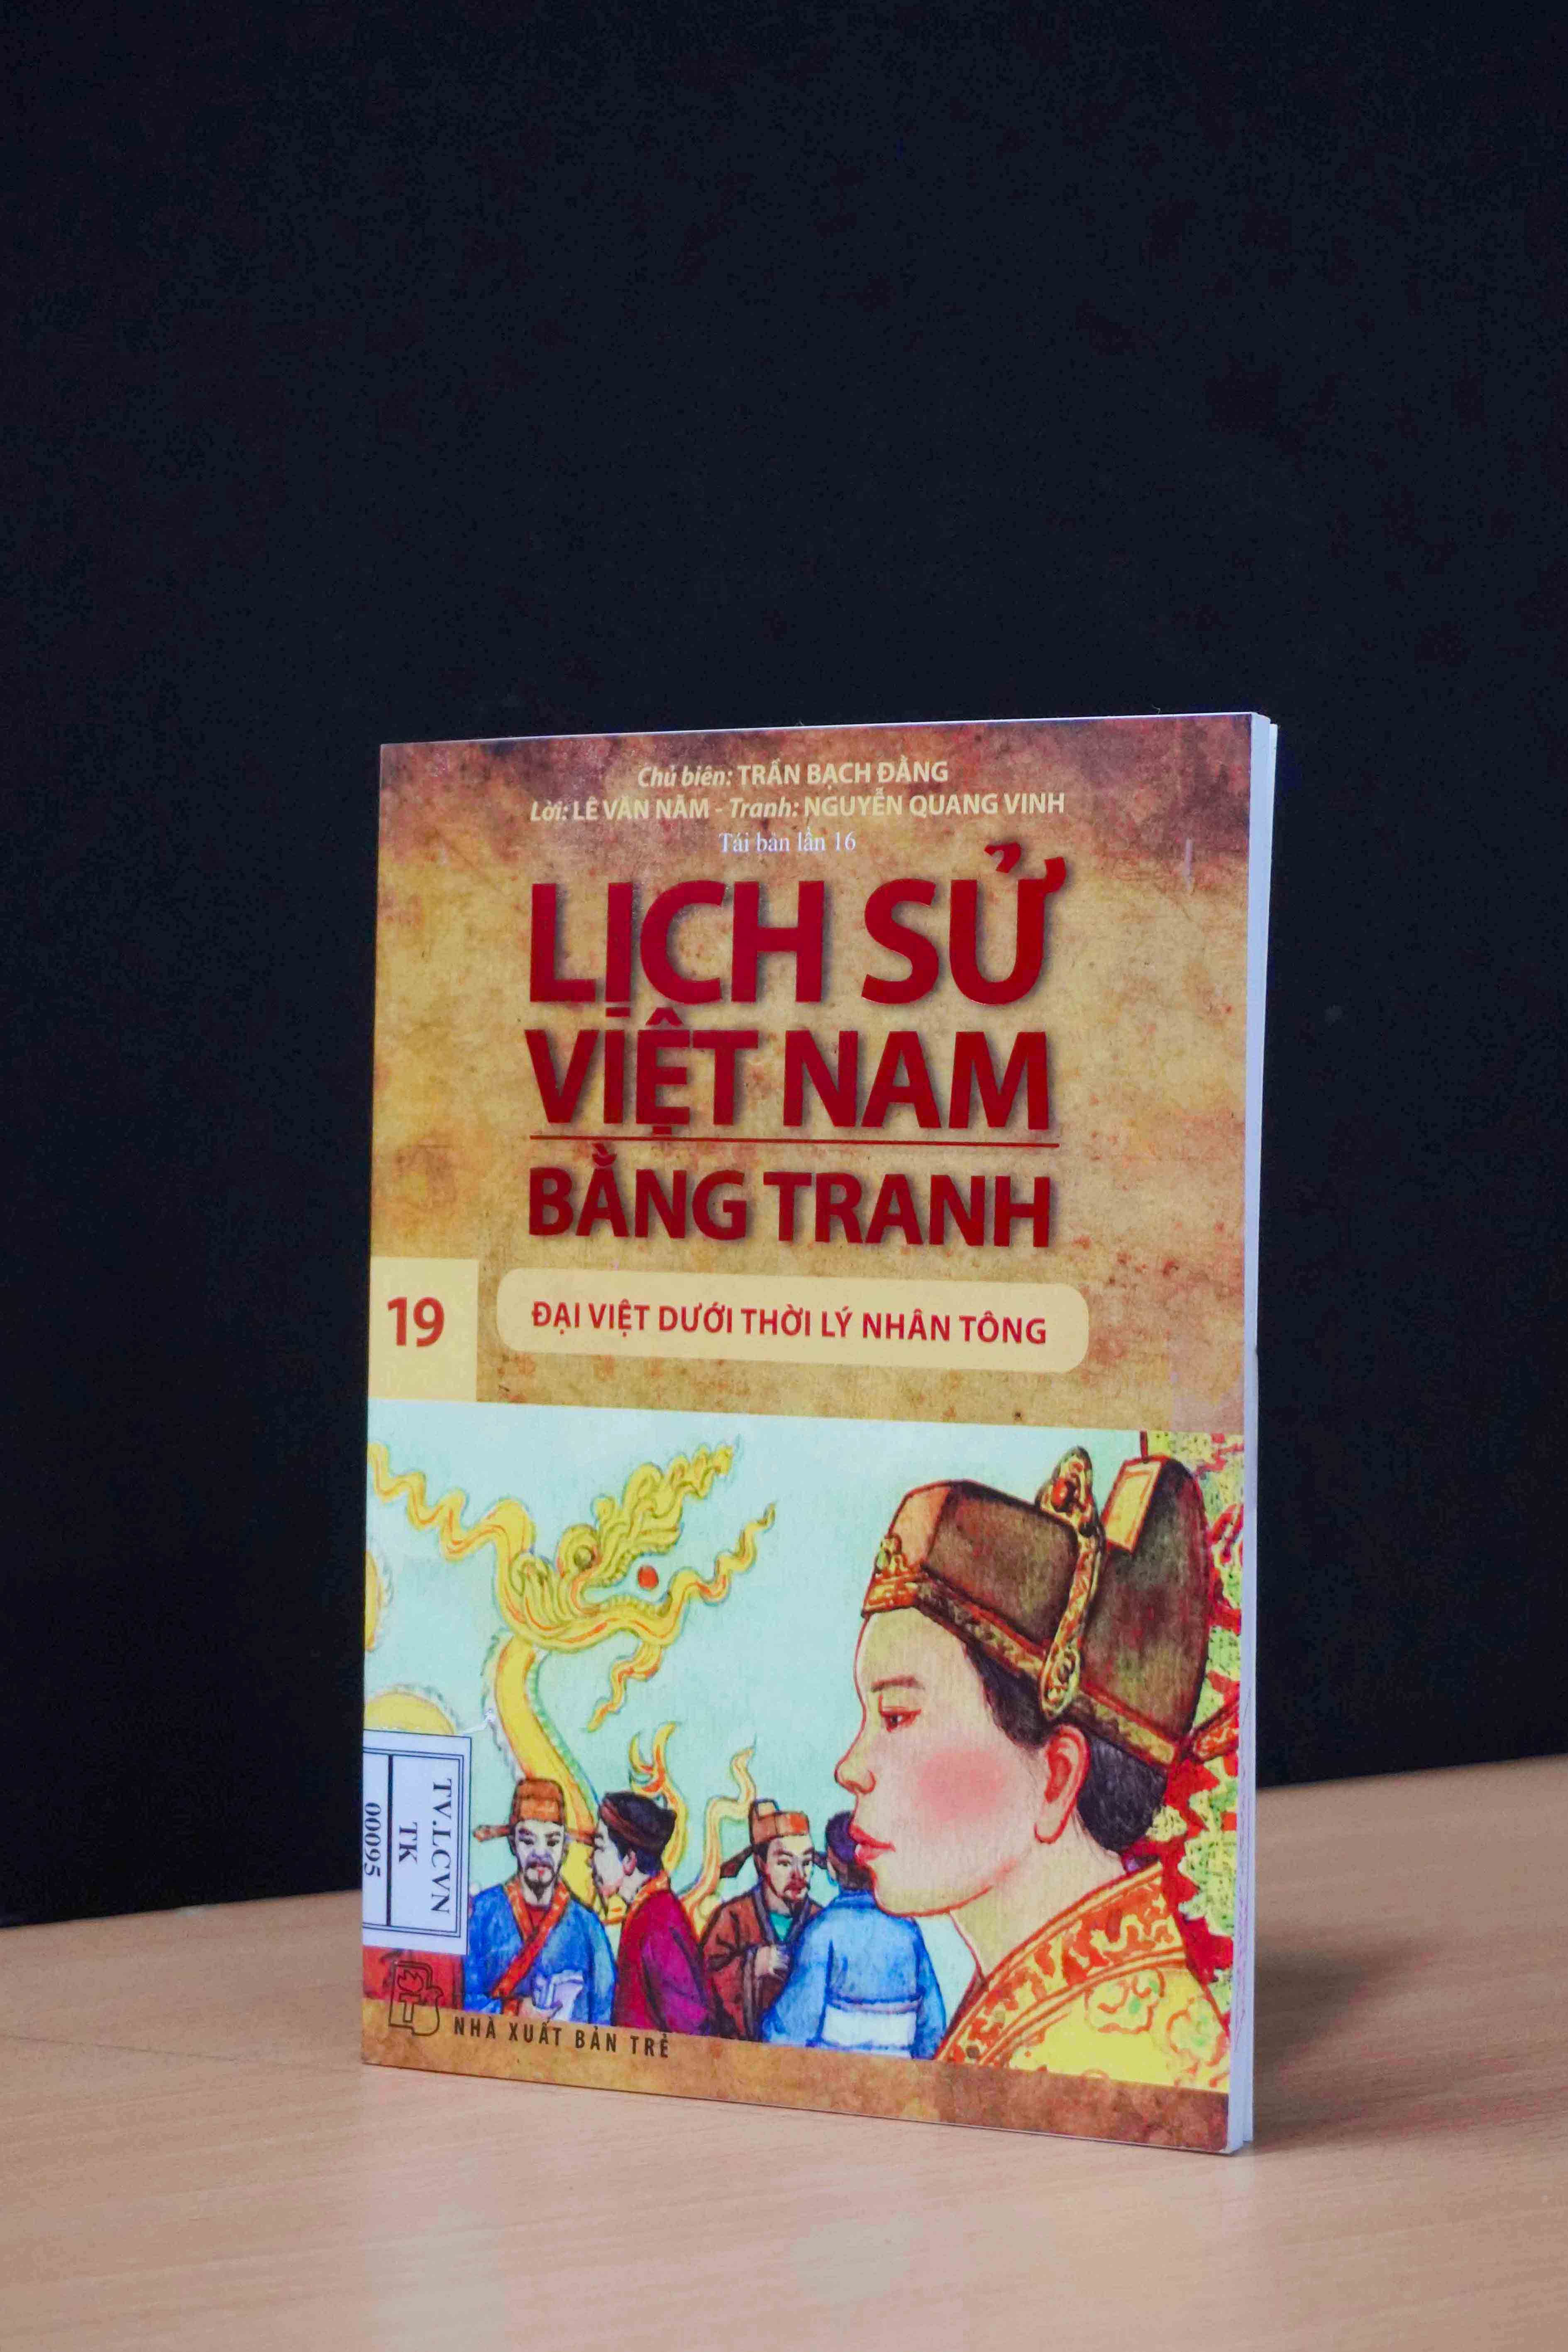 Chủ biên: TRẦN BẠCH ĐẰNG
Lời: LÊ VĂN NĂM - Tranh: NGUYỄN QUANG VINH
Tái bản lần 16
LỊCH SỬ
VIỆT NAM
BẰNG TRANH
19
ĐẠI VIỆT DƯỚI THỜI LÝ NHÂN TÔNG
TV.LCVN
TK
00095
NHÀ XUẤT BẢN TRẺ